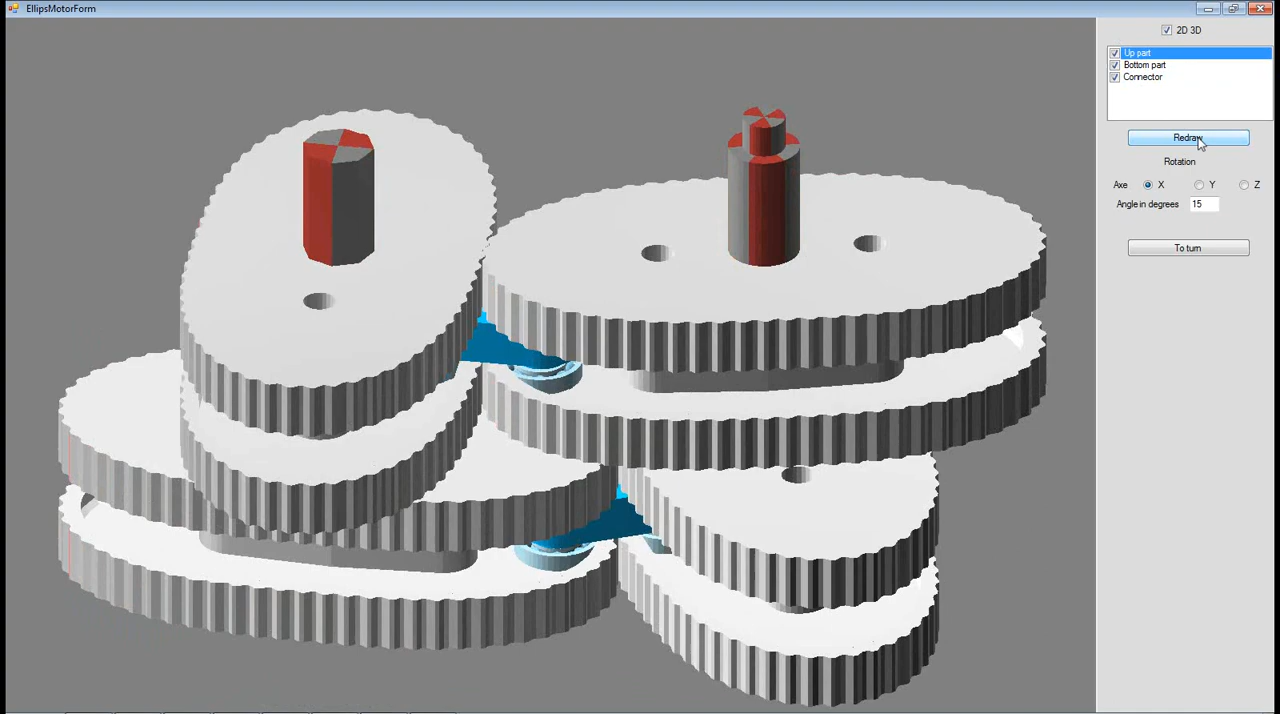 EllipsMotorForm
2D 3D
Up part
Bottom part
Connector
Redraw
Rotation
Axe X Y Z
Angle in degrees 15
To turn